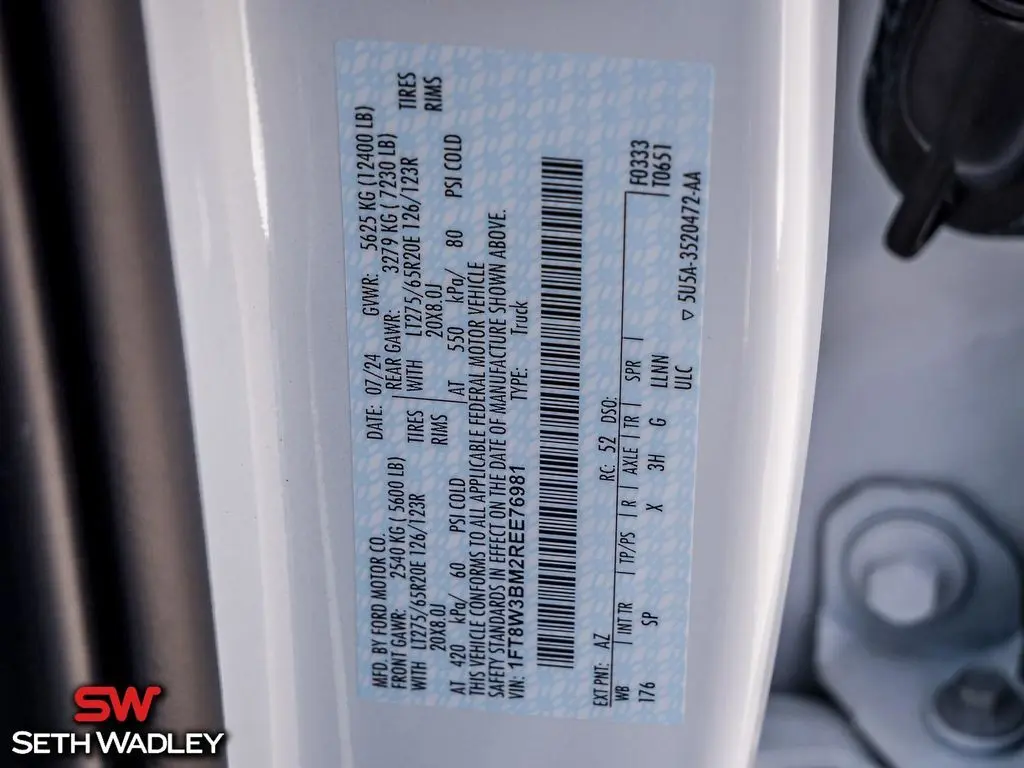 MFD. BY FORD MOTOR CO. DATE: 07/24 GVWR: 5625 KG (12400 LB)
FRONT GAWR: 2540 KG ( 5600 LB) REAR GAWR: 3279 KG ( 7230 LB)
WITH LT275/65R20E 126/123R TIRES WITH LT275/65R20E 126/123R TIRES
20X8.0J RIMS 20X8.0J RIMS
AT 420 kPa/ 60 PSI COLD AT 550 kPa/ 80 PSI COLD
THIS VEHICLE CONFORMS TO ALL APPLICABLE FEDERAL MOTOR VEHICLE
SAFETY STANDARDS IN EFFECT ON THE DATE OF MANUFACTURE SHOWN ABOVE.
VIN: 1FT8W3BM2REE76981 TYPE: Truck
EXT PNT: AZ RC: 52 DSO: F0333
WB INT TR TP/PS R AXLE TR SPR T0651
176 SP X 3H G LLNN
ULC
▽ 5U5A-3520472-AA
SW
SETH WADLEY